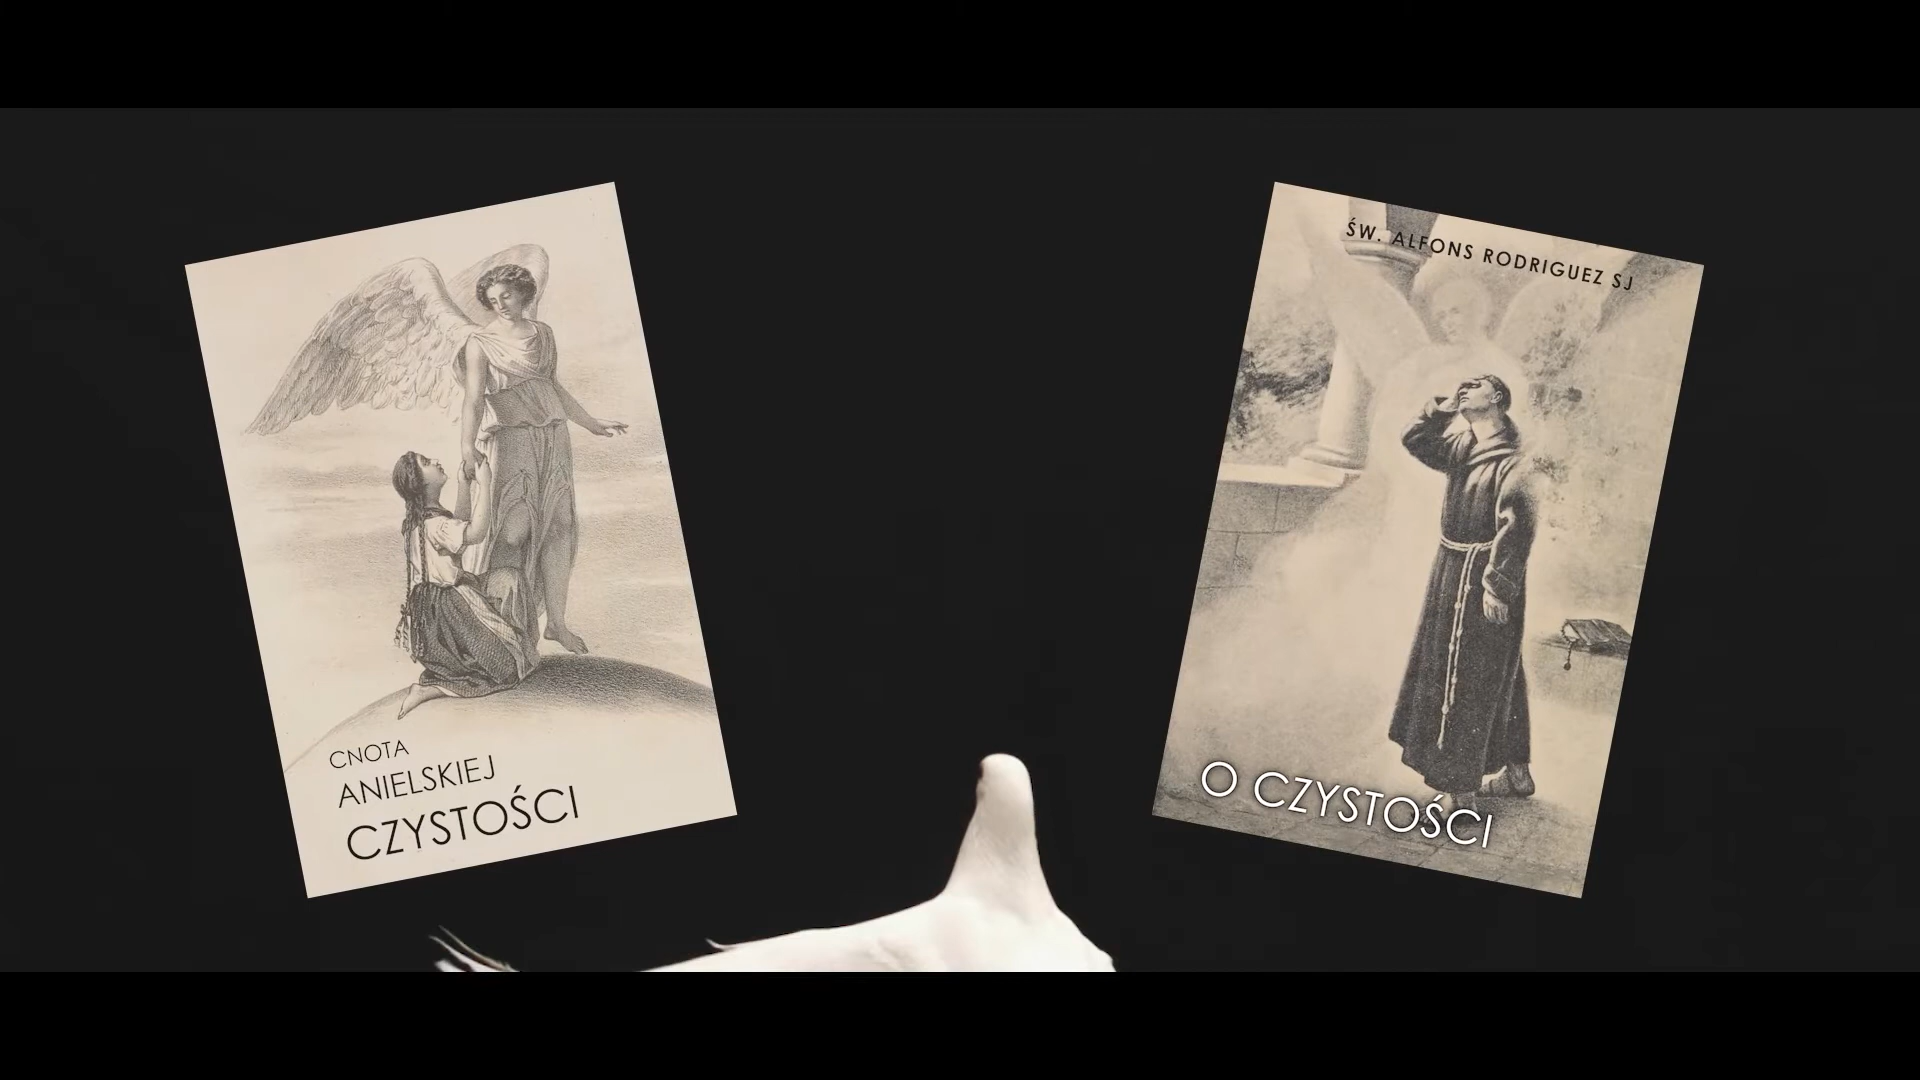 CNOTA
ANIELSKIEJ
CZYSTOŚCI
ŚW. ALFONS RODRIGUEZ SJ
O CZYSTOŚCI